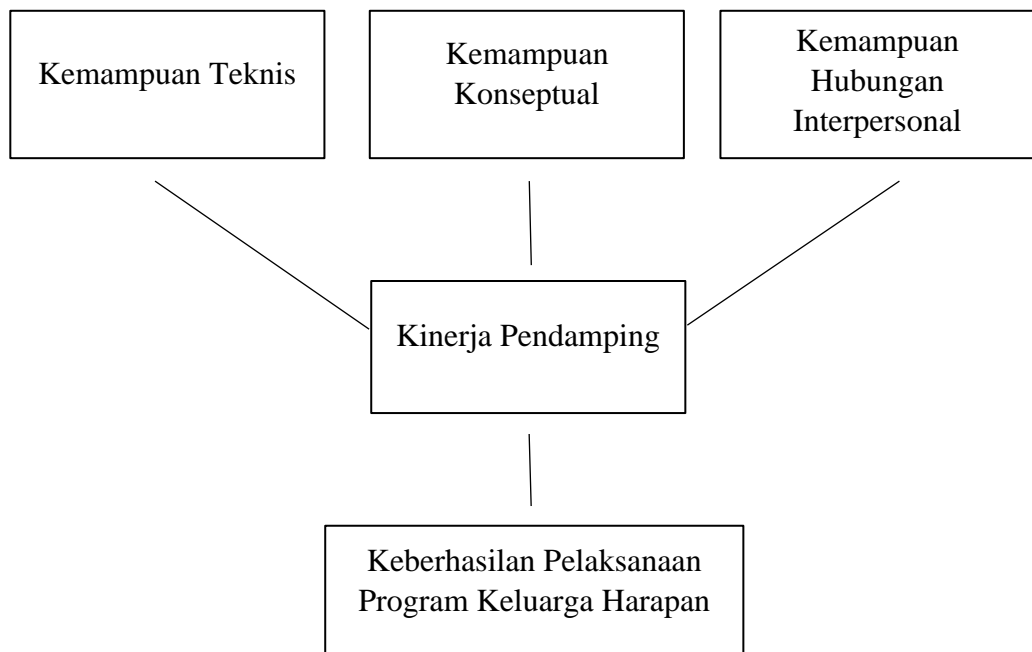 Kemampuan Teknis
Kemampuan
Konseptual
Kemampuan
Hubungan
Interpersonal
Kinerja Pendamping
Keberhasilan Pelaksanaan
Program Keluarga Harapan